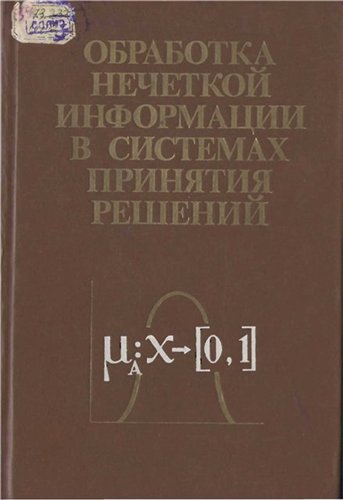 ОБРАБОТКА
НЕЧЕТКОЙ
ИНФОРМАЦИИ
В СИСТЕМАХ
ПРИНЯТИЯ
РЕШЕНИЙ
μA:X→[0,1]